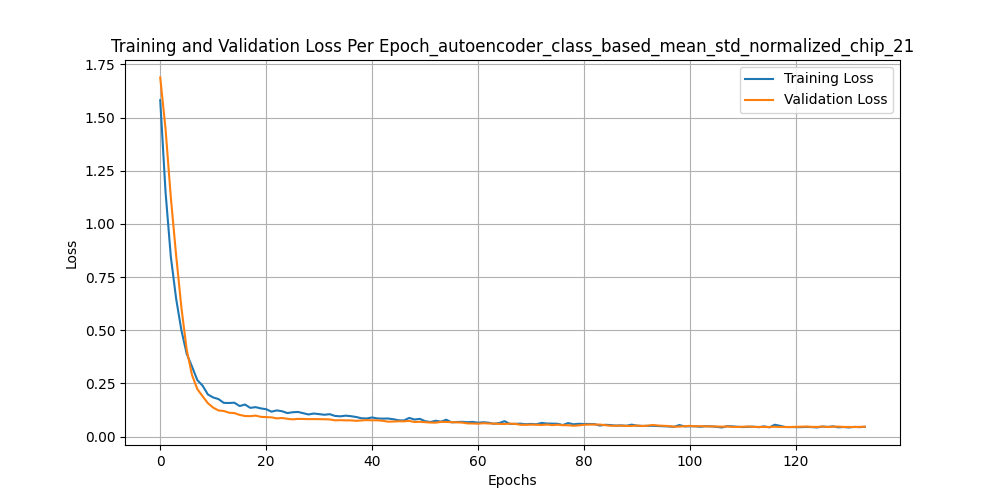 Training and Validation Loss Per Epoch_autoencoder_class_based_mean_std_normalized_chip_21
Training Loss
Validation Loss
1.75
1.50
1.25
1.00
0.75
0.50
0.25
0.00
Loss
0 20 40 60 80 100 120
Epochs